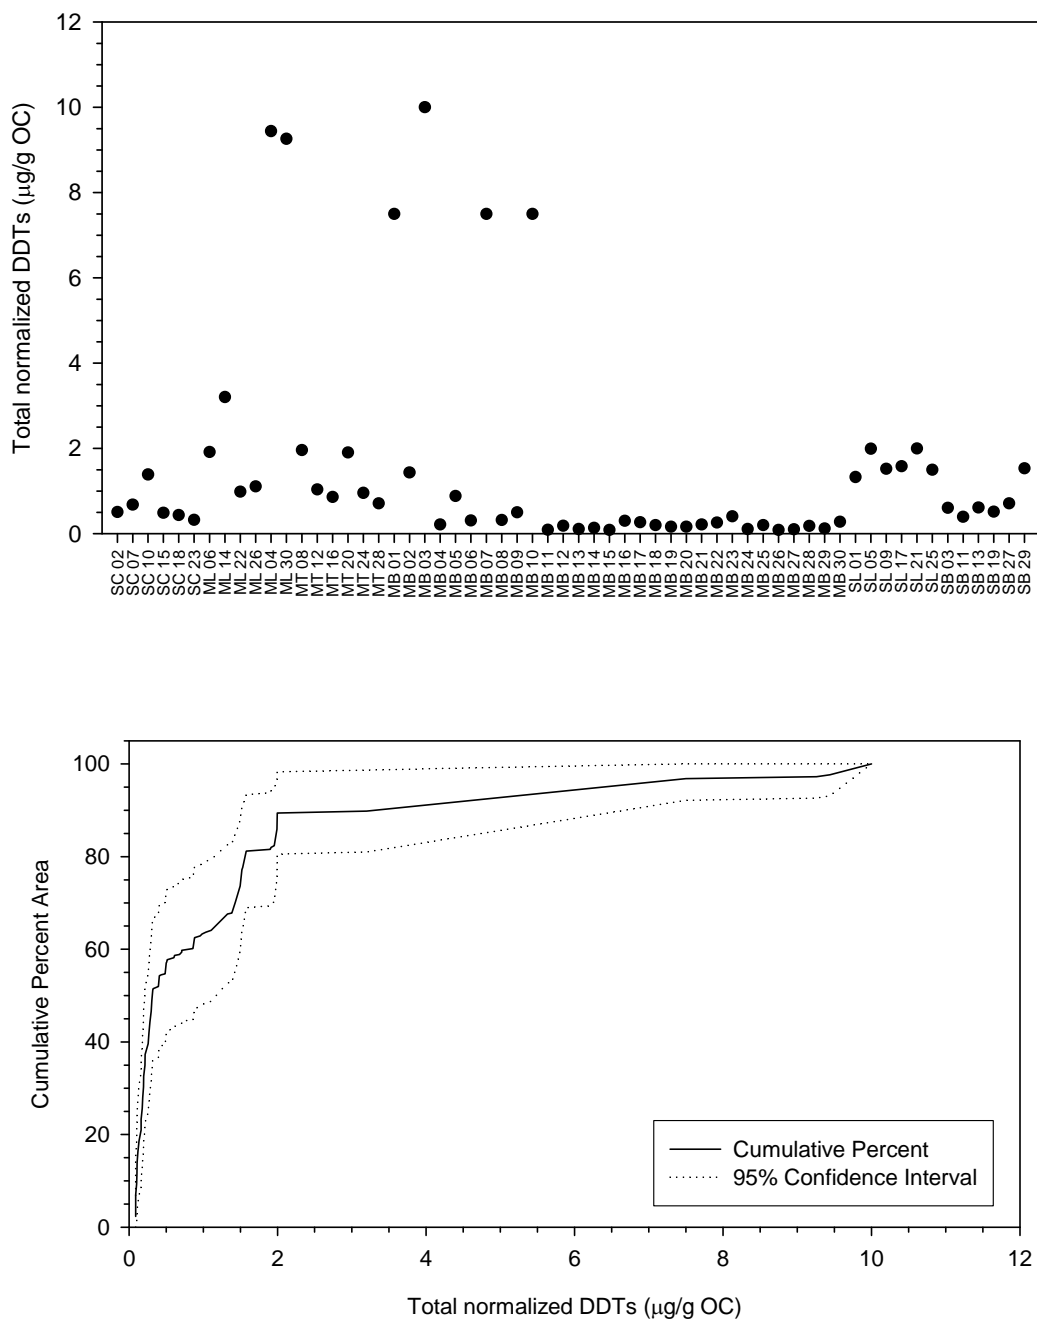 12
10
8
6
4
2
0
Total normalized DDTs (μg/g OC)
SC 02
SC 07
SC 10
SC 15
SC 18
SC 23
ML 06
ML 14
ML 22
ML 26
ML 04
ML 30
MT 08
MT 12
MT 16
MT 20
MT 24
MT 28
MB 01
MB 02
MB 03
MB 04
MB 05
MB 06
MB 07
MB 08
MB 09
MB 10
MB 11
MB 12
MB 13
MB 14
MB 15
MB 16
MB 17
MB 18
MB 19
MB 20
MB 21
MB 22
MB 23
MB 24
MB 25
MB 26
MB 27
MB 28
MB 29
MB 30
SL 01
SL 05
SL 09
SL 17
SL 21
SL 25
SB 03
SB 11
SB 13
SB 19
SB 27
SB 29
100
80
60
40
20
0
Cumulative Percent Area
Cumulative Percent
95% Confidence Interval
0 2 4 6 8 10 12
Total normalized DDTs (μg/g OC)